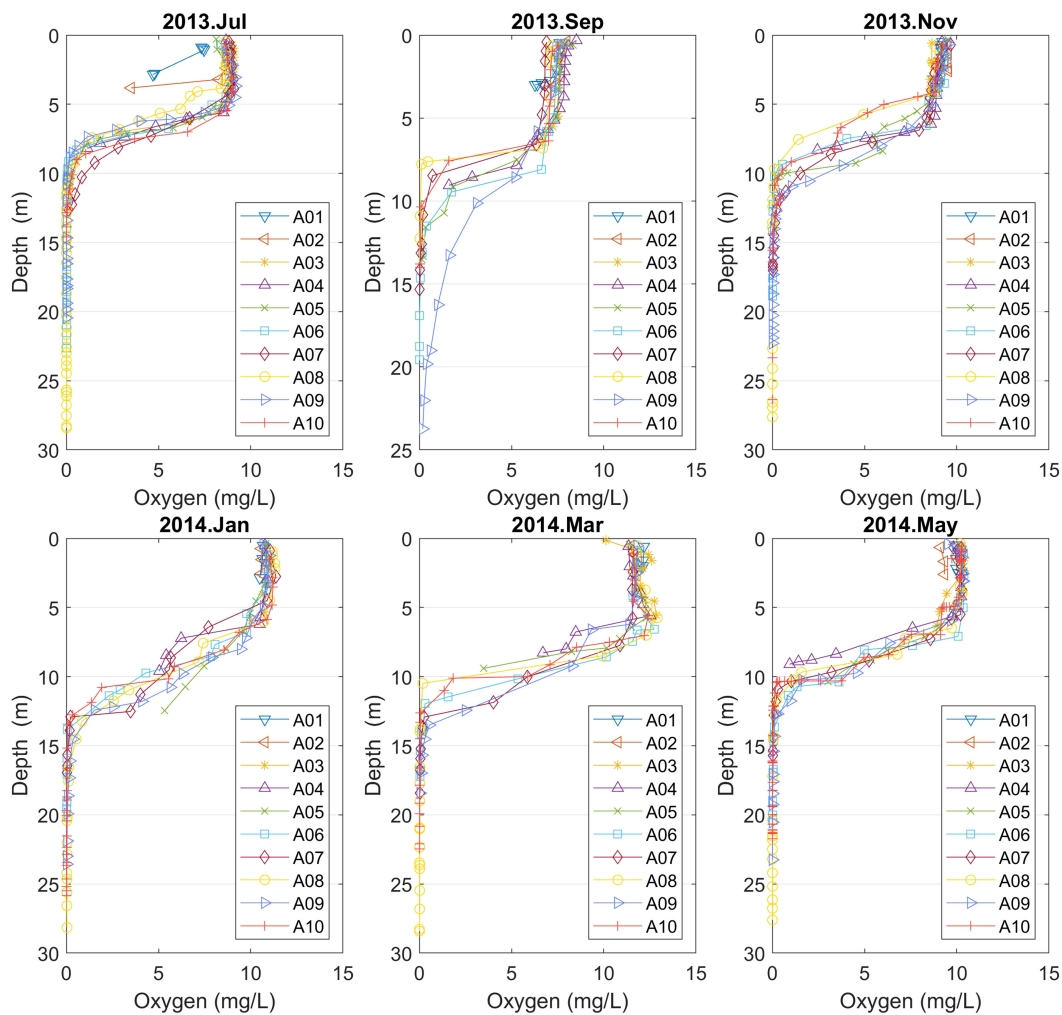 2013.Jul
0
5
10
15
20
25
30
0 5 10 15
Depth (m)
Oxygen (mg/L)
A01
A02
A03
A04
A05
A06
A07
A08
A09
A10
2013.Sep
0
5
10
15
20
25
0 5 10 15
Depth (m)
Oxygen (mg/L)
A01
A02
A03
A04
A05
A06
A07
A08
A09
A10
2013.Nov
0
5
10
15
20
25
30
0 5 10 15
Depth (m)
Oxygen (mg/L)
A01
A02
A03
A04
A05
A06
A07
A08
A09
A10
2014.Jan
0
5
10
15
20
25
30
0 5 10 15
Depth (m)
Oxygen (mg/L)
A01
A02
A03
A04
A05
A06
A07
A08
A09
A10
2014.Mar
0
5
10
15
20
25
30
0 5 10 15
Depth (m)
Oxygen (mg/L)
A01
A02
A03
A04
A05
A06
A07
A08
A09
A10
2014.May
0
5
10
15
20
25
30
0 5 10 15
Depth (m)
Oxygen (mg/L)
A01
A02
A03
A04
A05
A06
A07
A08
A09
A10